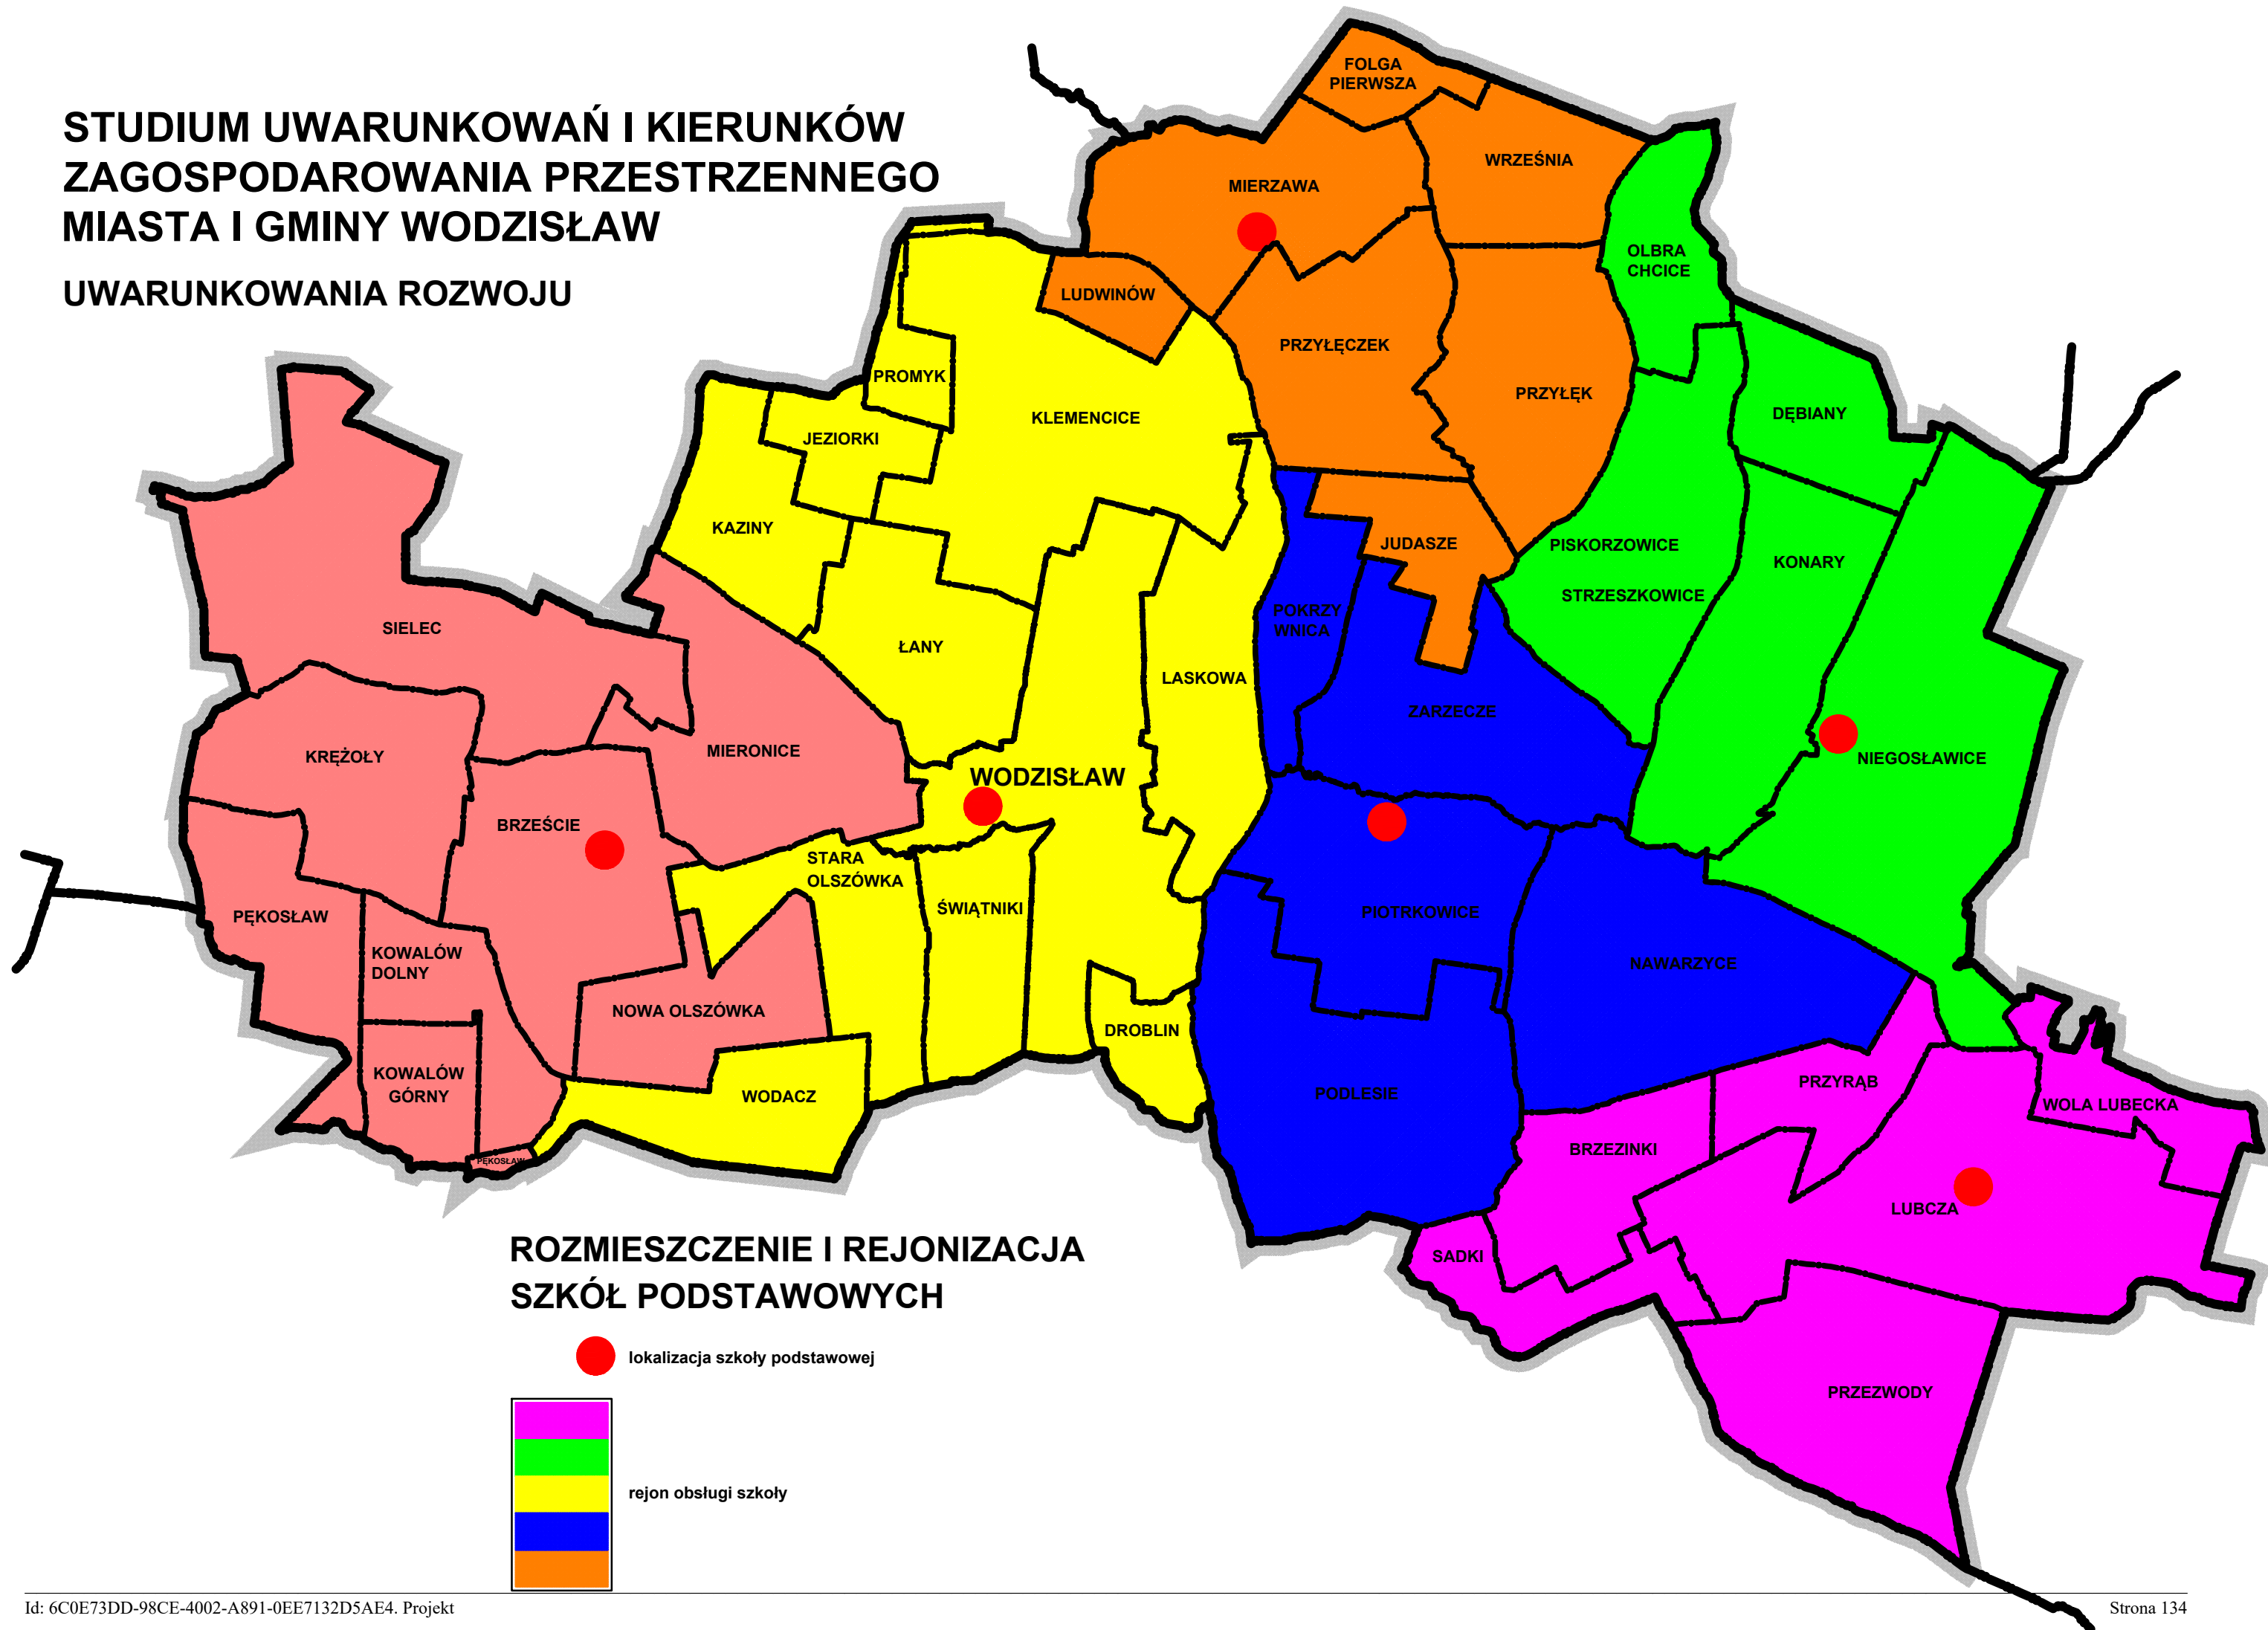 STUDIUM UWARUNKOWAŃ I KIERUNKÓW
ZAGOSPODAROWANIA PRZESTRZENNEGO
MIASTA I GMINY WODZISŁAW
UWARUNKOWANIA ROZWOJU
FOLGA
PIERWSZA
WRZEŚNIA
MIERZAWA
OLBRA
CHCICE
LUDWINÓW
PRZYŁĘCZEK
PROMYK
PRZYŁĘK
KLEMENCICE
DĘBIANY
JEZIORKI
KAZINY
JUDASZE
PISKORZOWICE
STRZESZKOWICE
KONARY
POKRZY
WNICA
SIELEC
ŁANY
LASKOWA
ZARZECZE
MIERONICE
KRĘŻOŁY
NIEGOSŁAWICE
WODZISŁAW
BRZEŚCIE
STARA
OLSZÓWKA
ŚWIĄTNIKI
PĘKOSŁAW
PIOTRKOWICE
KOWALÓW
DOLNY
NAWARZYCE
NOWA OLSZÓWKA
DROBLIN
KOWALÓW
GÓRNY
WODACZ
PODLESIE
PRZYRĄB
WOLA LUBECKA
BRZEZINKI
PĘKOSŁAW
LUBCZA
SADKI
PRZEZWODY
ROZMIESZCZENIE I REJONIZACJA
SZKÓŁ PODSTAWOWYCH
lokalizacja szkoły podstawowej
rejon obsługi szkoły
Id: 6C0E73DD-98CE-4002-A891-0EE7132D5AE4. Projekt
Strona 134